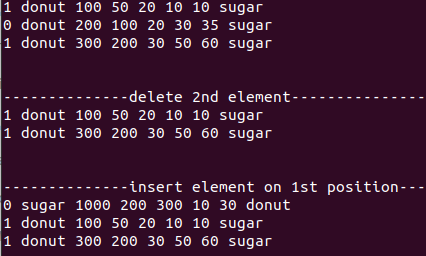 1 donut 100 50 20 10 10 sugar
0 donut 200 100 20 30 35 sugar
1 donut 300 200 30 50 60 sugar
--------------delete 2nd element---------------
1 donut 100 50 20 10 10 sugar
1 donut 300 200 30 50 60 sugar
--------------insert element on 1st position---
0 sugar 1000 200 300 10 30 donut
1 donut 100 50 20 10 10 sugar
1 donut 300 200 30 50 60 sugar